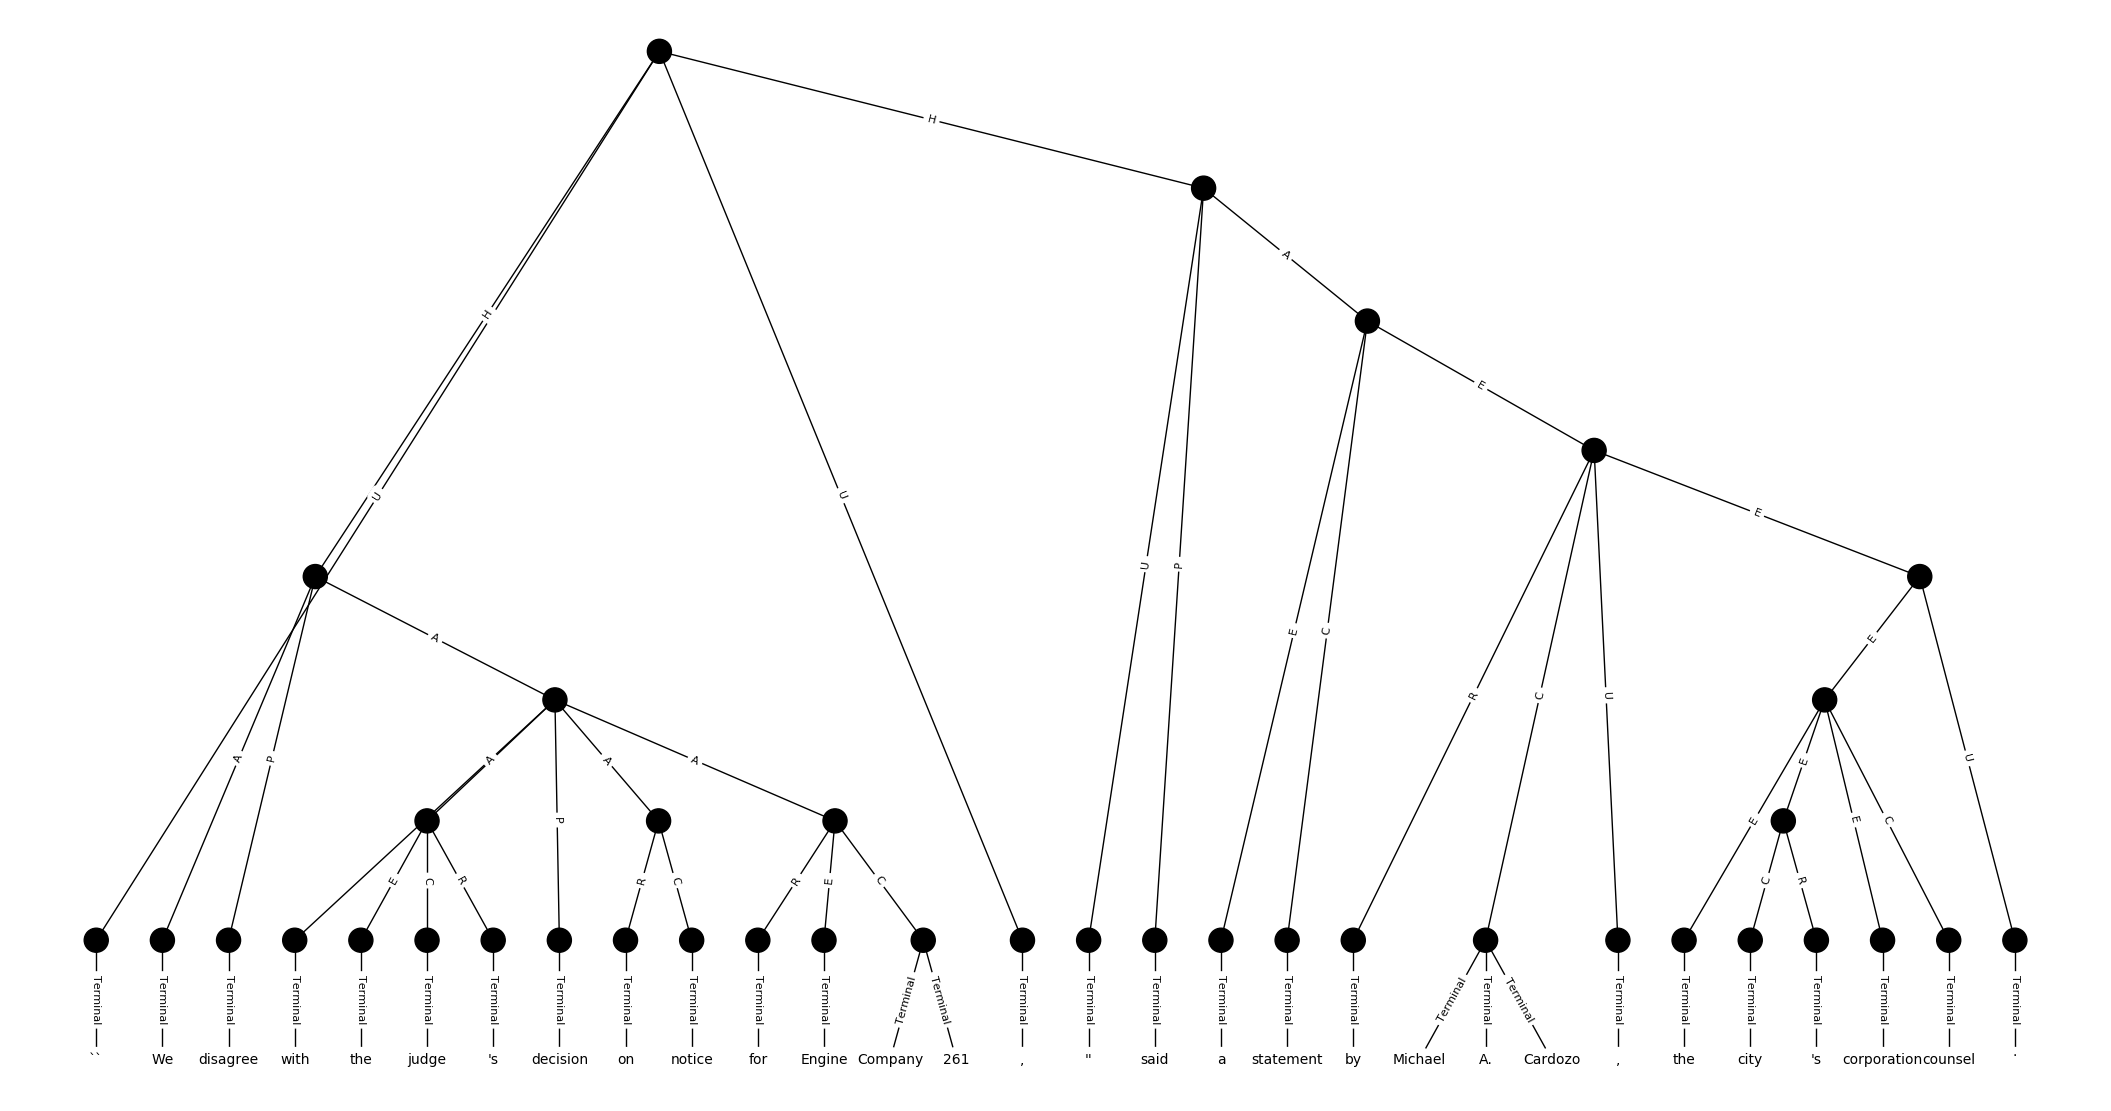 H
A
H
E
U
U
E
U
P
A
E
C
E
R
C
U
A
P
A
A
A
E
U
P
E
E
C
E
C
R
R
C
R
E
C
C
R
Terminal Terminal Terminal Terminal Terminal Terminal Terminal Terminal Terminal Terminal Terminal Terminal Terminal Terminal Terminal Terminal Terminal Terminal Terminal Terminal Terminal Terminal Terminal Terminal Terminal Terminal Terminal Terminal Terminal Terminal
`` We disagree with the judge 's decision on notice for Engine Company 261 , " said a statement by Michael A. Cardozo , the city 's corporation counsel .